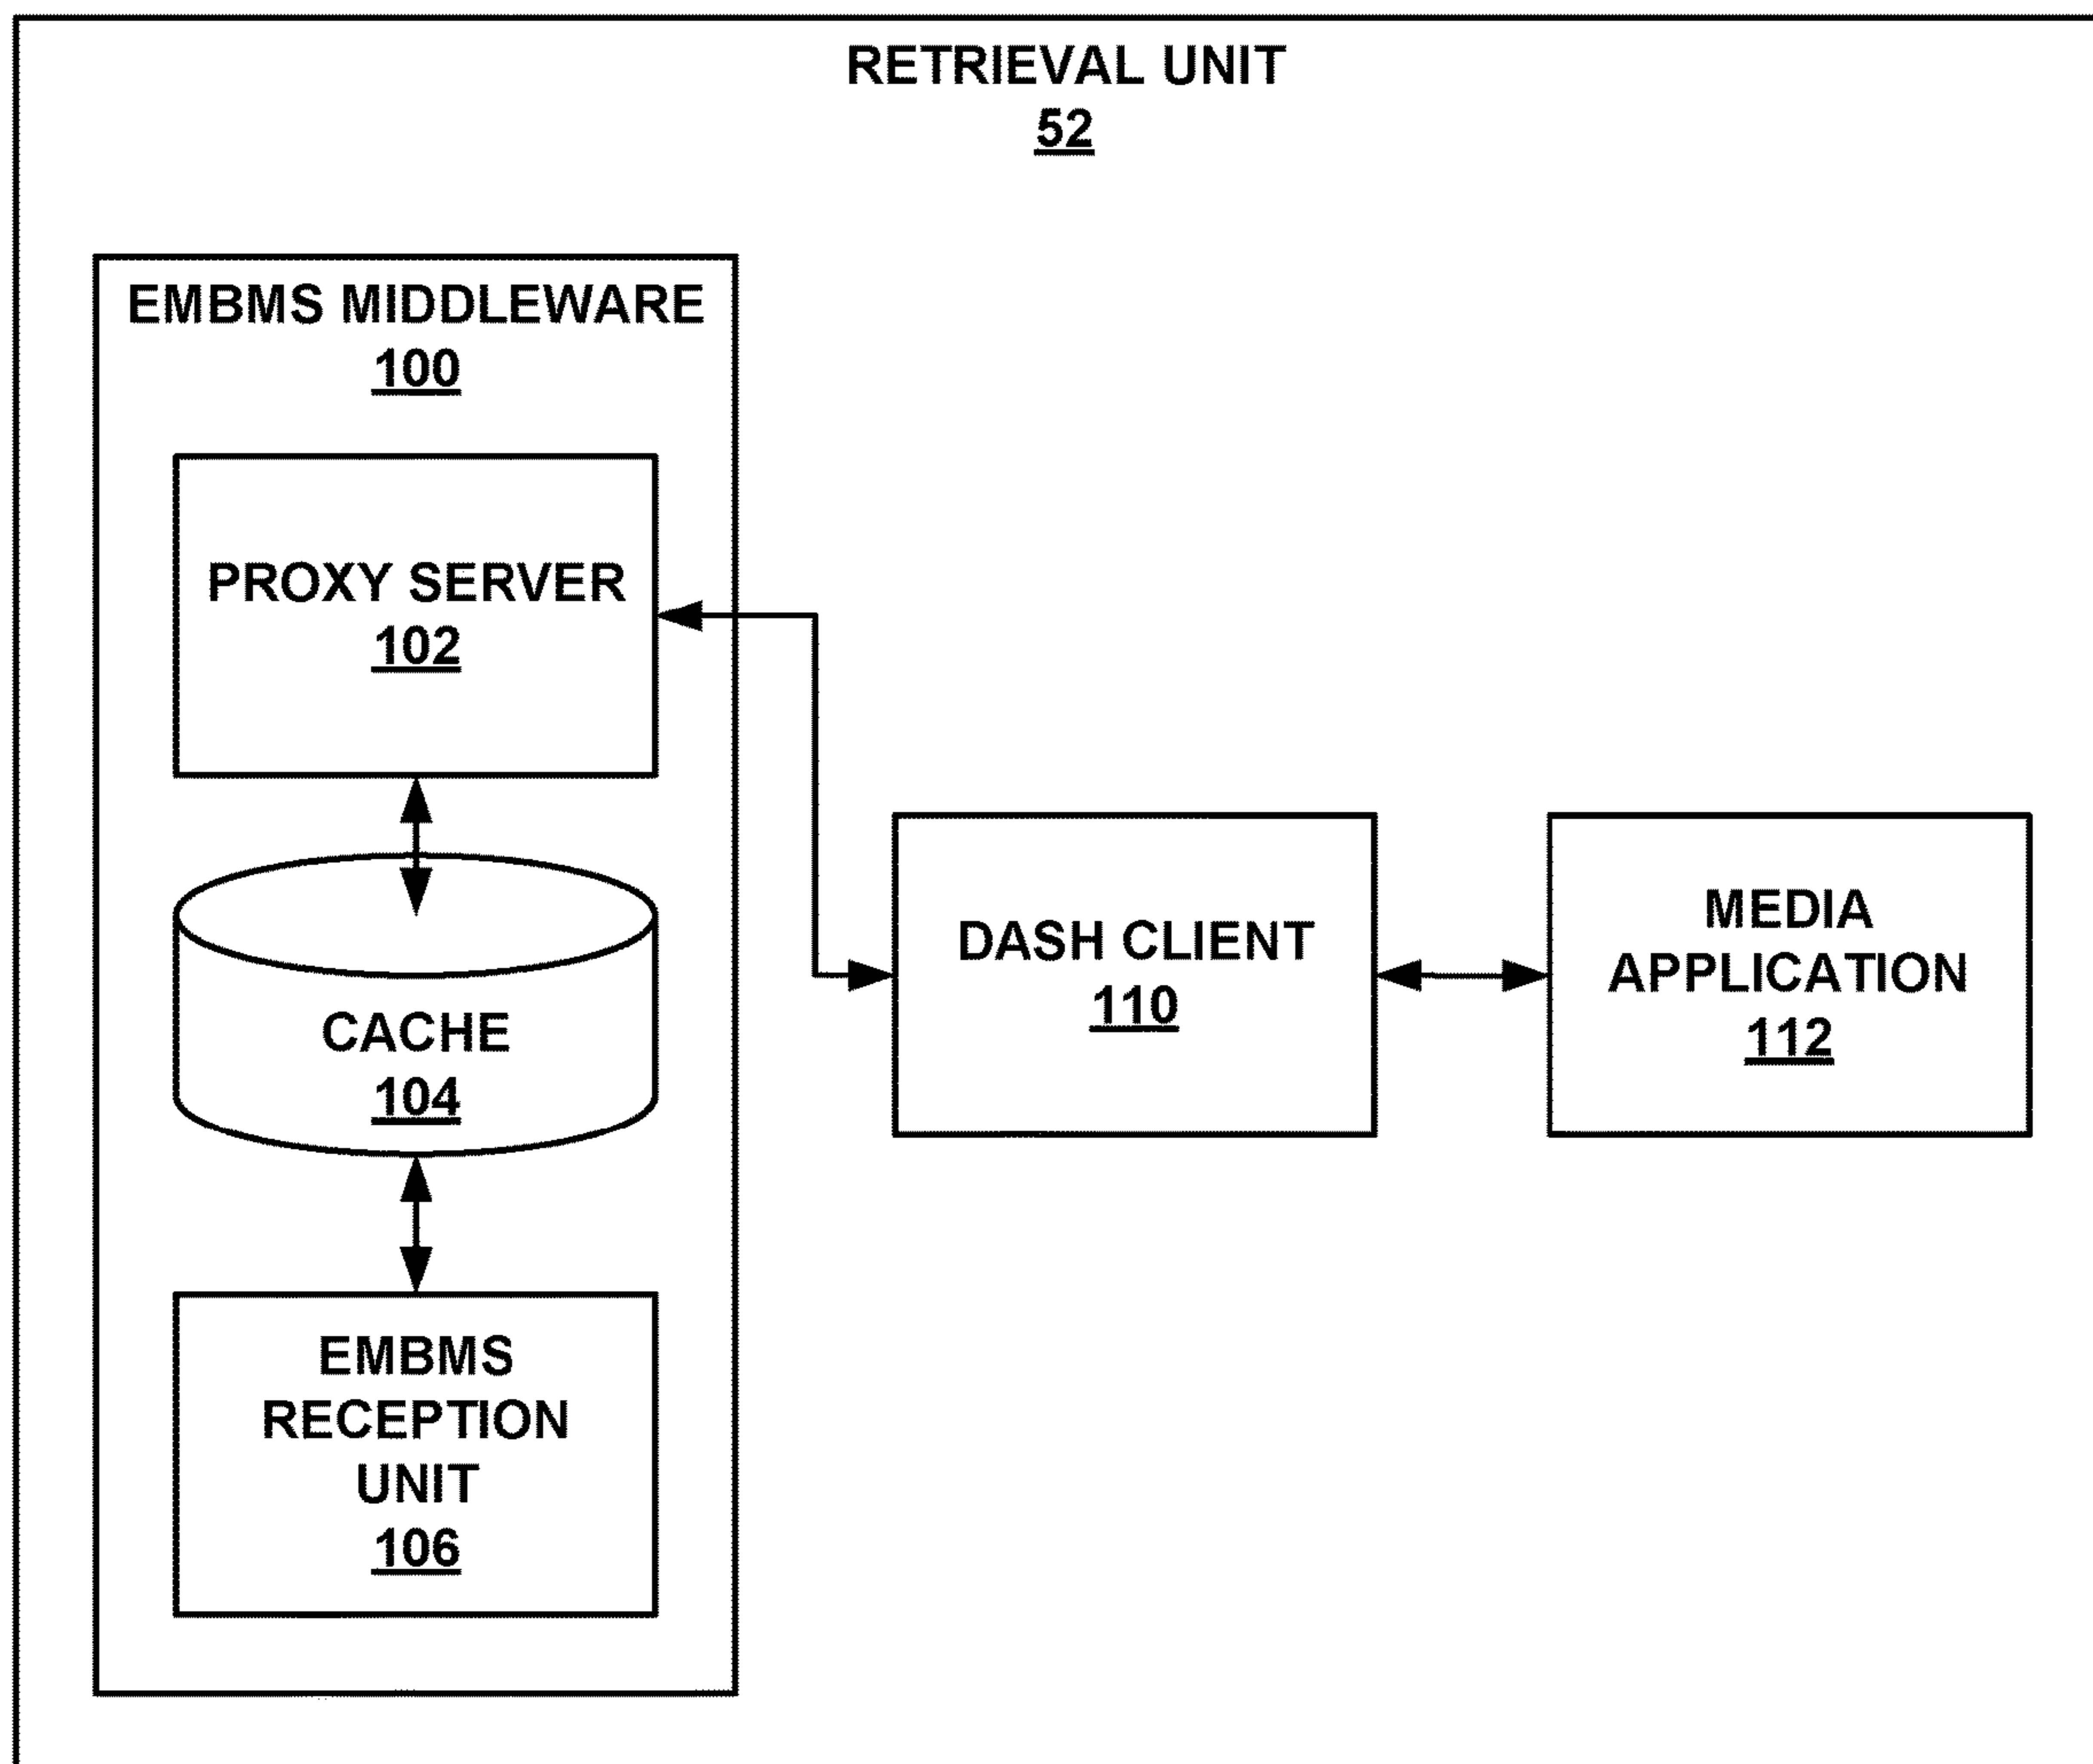 RETRIEVAL UNIT
52
EMBMS MIDDLEWARE
100
PROXY SERVER
102
CACHE
104
EMBMS
RECEPTION
UNIT
106
DASH CLIENT
110
MEDIA
APPLICATION
112